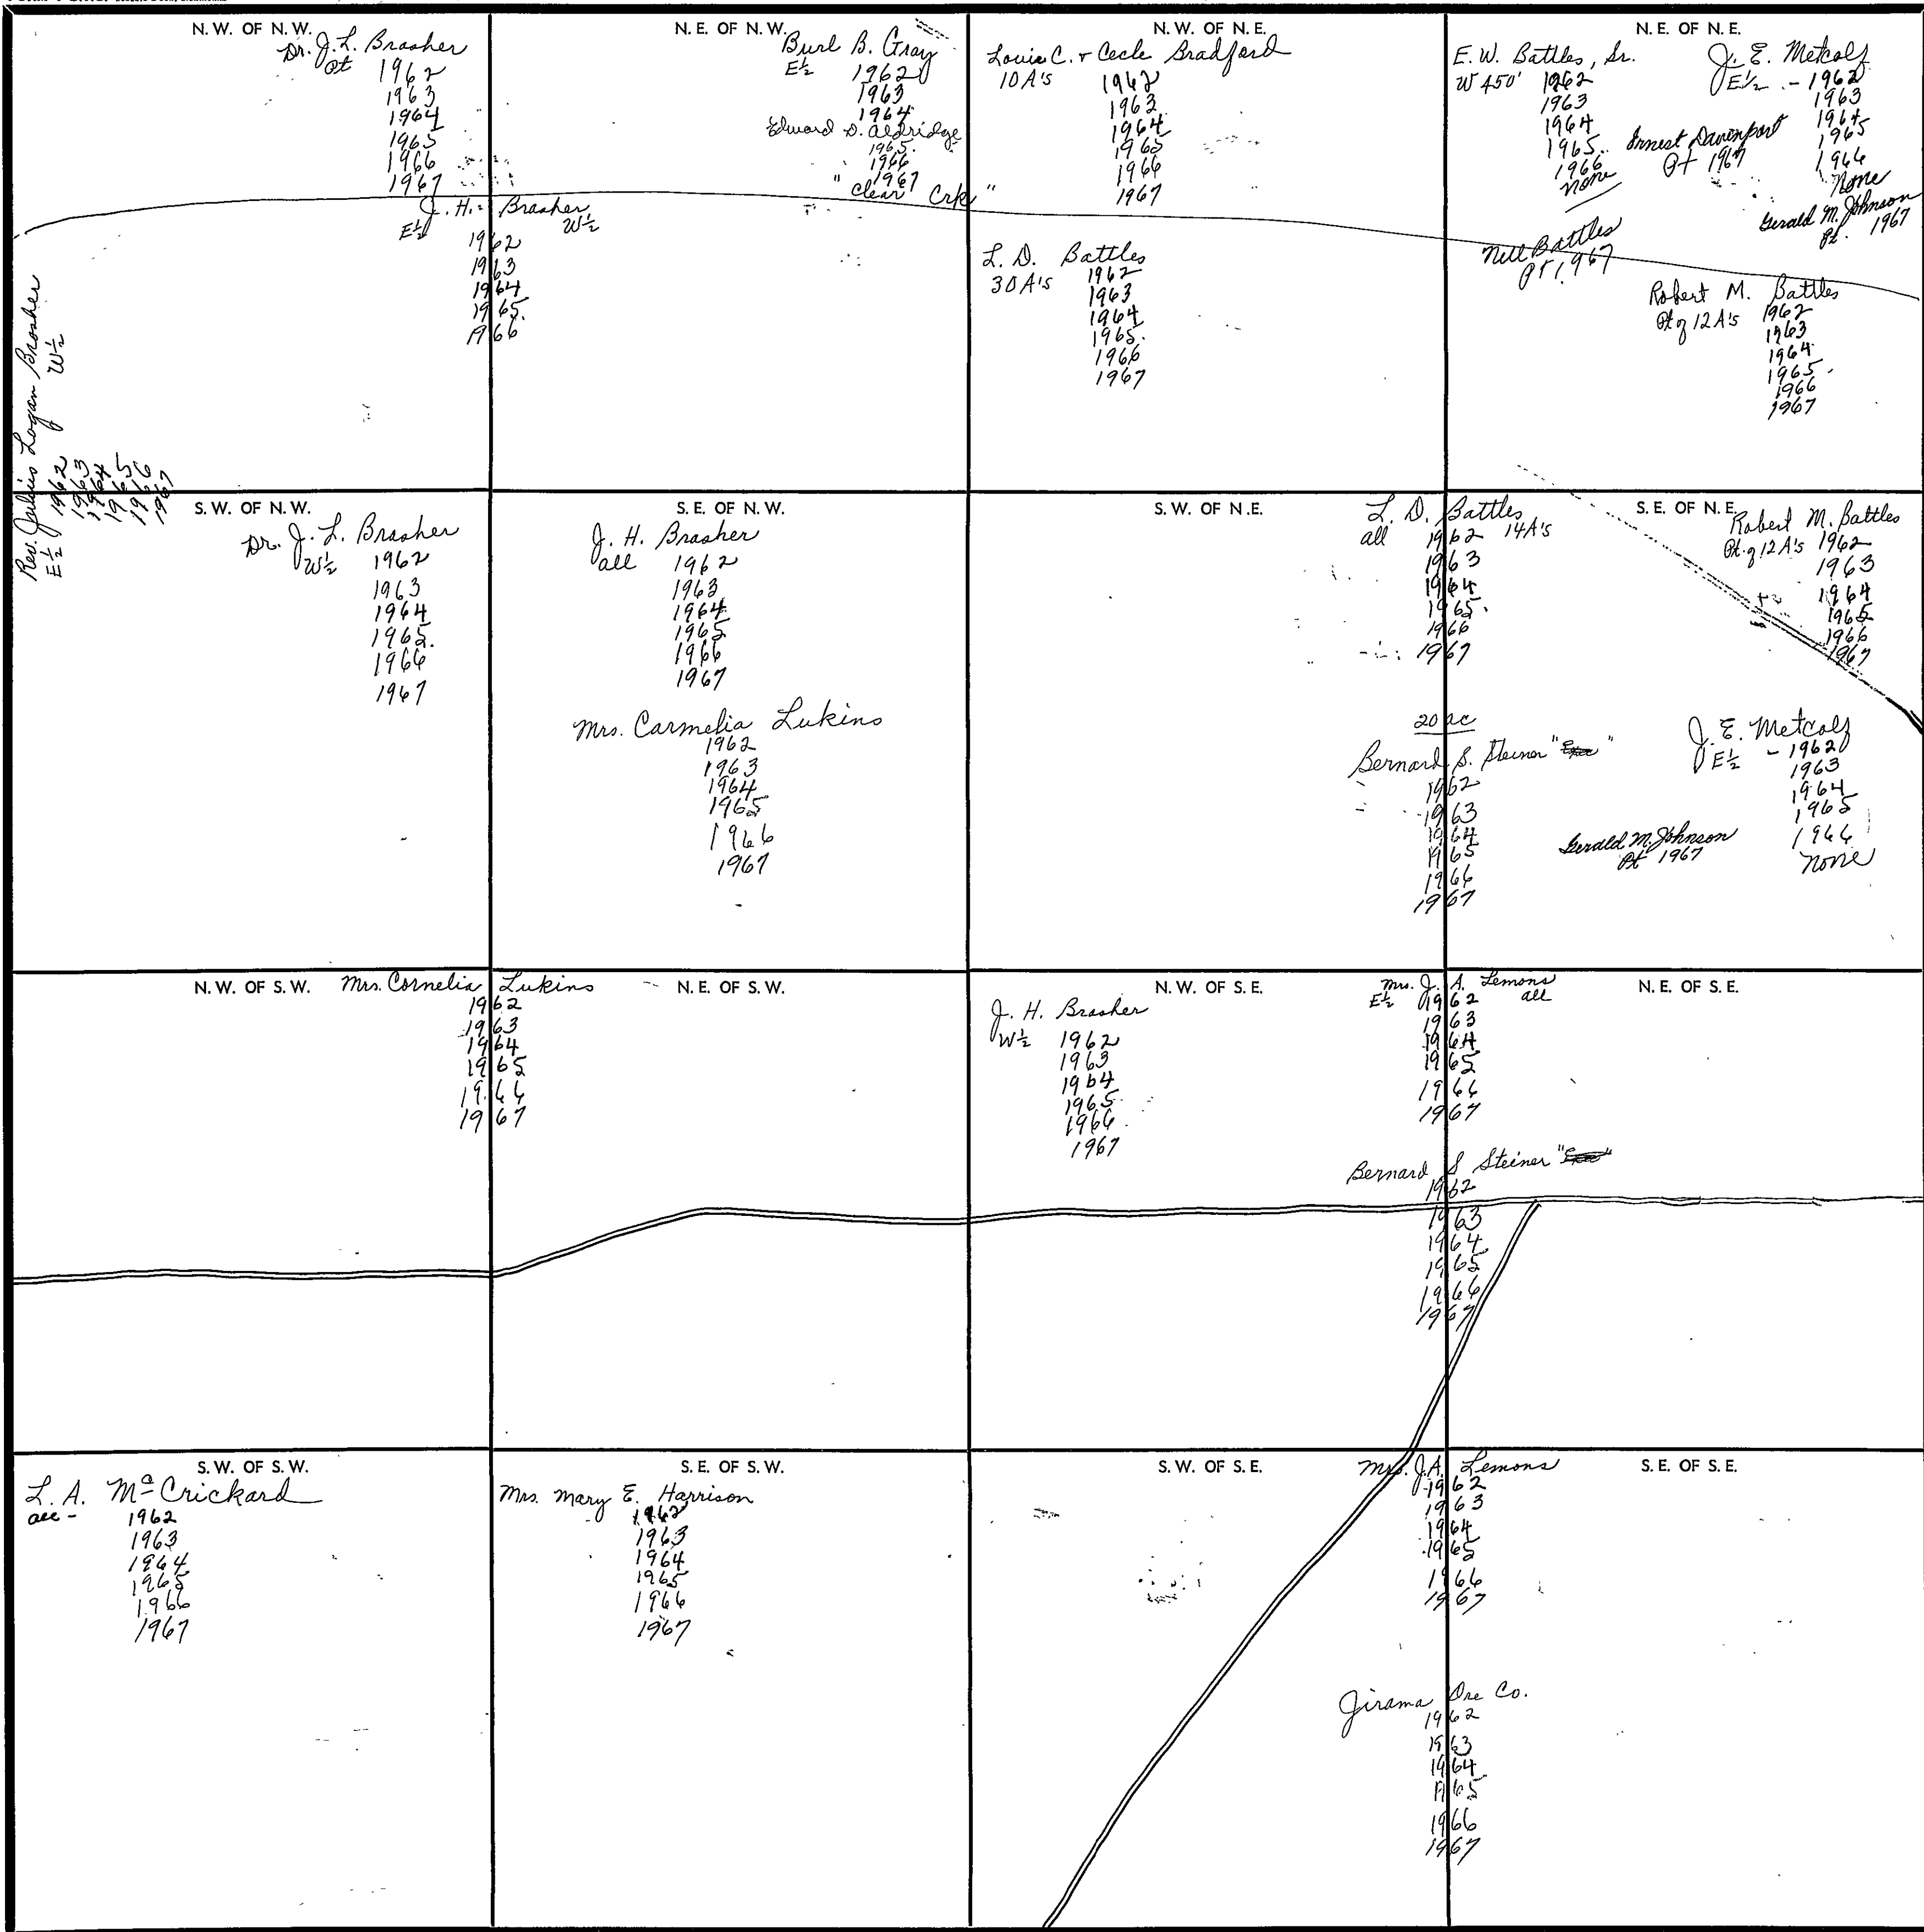 N. W. OF N. W.
Dr. J. L. Brasher
Pt 1962
1963
1964
1965
1966
1967
J. H. Brasher
E½ W½
1962
1963
1964
1965.
1966
Rev. Julius Logan Brasher
E½ W½
1962
1963
1964
1965
1966
1967
N. E. OF N. W.
Burl B. Gray
E½ 1962
1963
1964
Edward D. Aldridge
1965.
1966
1967
" Clear Crk "
N. W. OF N. E.
Louie C. + Cecle Bradford
10 A's 1962
1963
1964
1965
1966
1967
L. D. Battles
30 A's 1962
1963
1964
1965.
1966
1967
N. E. OF N. E.
E. W. Battles, Sr.
W 450' 1962
1963
1964
1965.
1966
none
J. E. Metcalf
E½ - 1962
1963
1964
1965
1966
None
Ernest Davenport
Pt 1967
Gerald M. Johnson
Pt. 1967
Nell Battles
Pt 1967
Robert M. Battles
Pt of 12 A's 1962
1963
1964
1965
1966
1967
S. W. OF N. W.
Dr. J. L. Brasher
W½ 1962
1963
1964
1965.
1966
1967
S. E. OF N. W.
J. H. Brasher
all 1962
1963
1964
1965
1966
1967
Mrs. Carmelia Lukins
1962
1963
1964
1965
1966
1967
S. W. OF N. E.
L. D. Battles
all 1962 14 A's
1963
1964
1965.
1966
1967
20 ac
Bernard S. Steiner " "
1962
1963
1964
1965
1966
1967
S. E. OF N. E.
Robert M. Battles
Pt. of 12 A's 1962
1963
1964
1965
1966
1967
J. E. Metcalf
E½ - 1962
1963
1964
1965
1966
None
Gerald M. Johnson
Pt 1967
N. W. OF S. W.
Mrs. Cornelia Lukins
1962
1963
1964
1965
1966
1967
N. E. OF S. W.
N. W. OF S. E.
J. H. Brasher
W½ 1962
1963
1964
1965
1966
1967
Mrs. J. A. Lemons
E½ 1962 all
1963
1964
1965
1966
1967
N. E. OF S. E.
Bernard S Steiner " "
1962
1963
1964
1965
1966
1967
S. W. OF S. W.
L. A. McCrickard
all - 1962
1963
1964
1965
1966
1967
S. E. OF S. W.
Mrs. Mary E. Harrison
1962
1963
1964
1965
1966
1967
S. W. OF S. E.
Mrs. J. A. Lemons
1962
1963
1964
1965
1966
1967
S. E. OF S. E.
Jirama Ore Co.
1962
1963
1964
1965
1966
1967